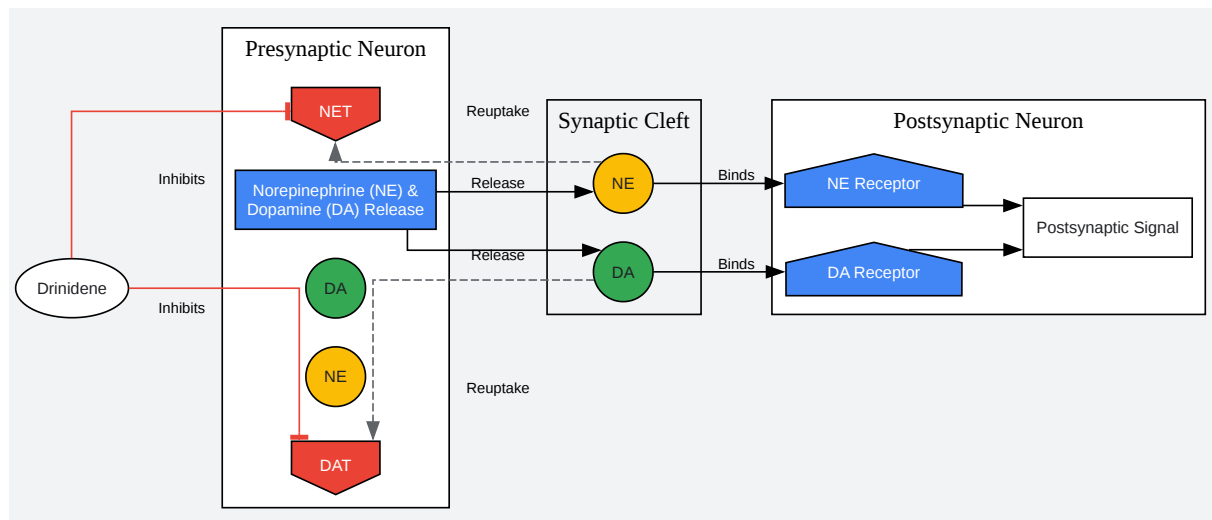 Presynaptic Neuron
NET
Reuptake
Synaptic Cleft
Postsynaptic Neuron
Inhibits
Norepinephrine (NE) &
Dopamine (DA) Release
Release
NE
Binds
NE Receptor
Postsynaptic Signal
Release
DA
Binds
DA Receptor
Drinidene
Inhibits
DA
NE
Reuptake
DAT